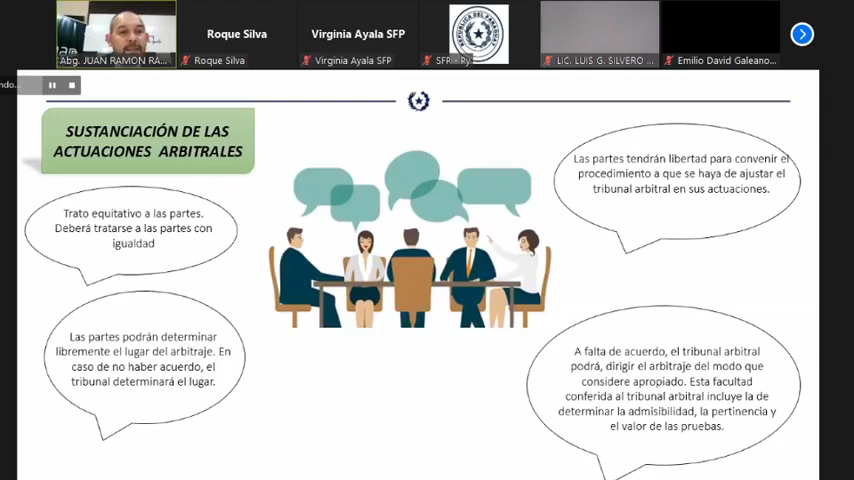 Roque Silva
Virginia Ayala SFP
REPUBLICA DEL PARAGUAY
Abg. JUAN RAMON RA...
Roque Silva
Virginia Ayala SFP
SFP - Py
LIC. LUIS G. SILVERO ...
Emilio David Galeano...
ndo...
SUSTANCIACIÓN DE LAS
ACTUACIONES ARBITRALES
Trato equitativo a las partes.
Deberá tratarse a las partes con
igualdad
Las partes tendrán libertad para convenir el
procedimiento a que se haya de ajustar el
tribunal arbitral en sus actuaciones.
Las partes podrán determinar
libremente el lugar del arbitraje. En
caso de no haber acuerdo, el
tribunal determinará el lugar.
A falta de acuerdo, el tribunal arbitral
podrá, dirigir el arbitraje del modo que
considere apropiado. Esta facultad
conferida al tribunal arbitral incluye la de
determinar la admisibilidad, la pertinencia y
el valor de las pruebas.